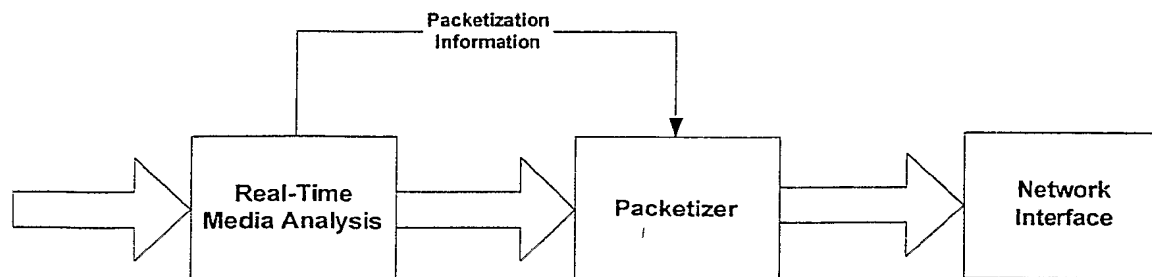 Packetization
Information
Real-Time
Media Analysis
Packetizer
Network
Interface